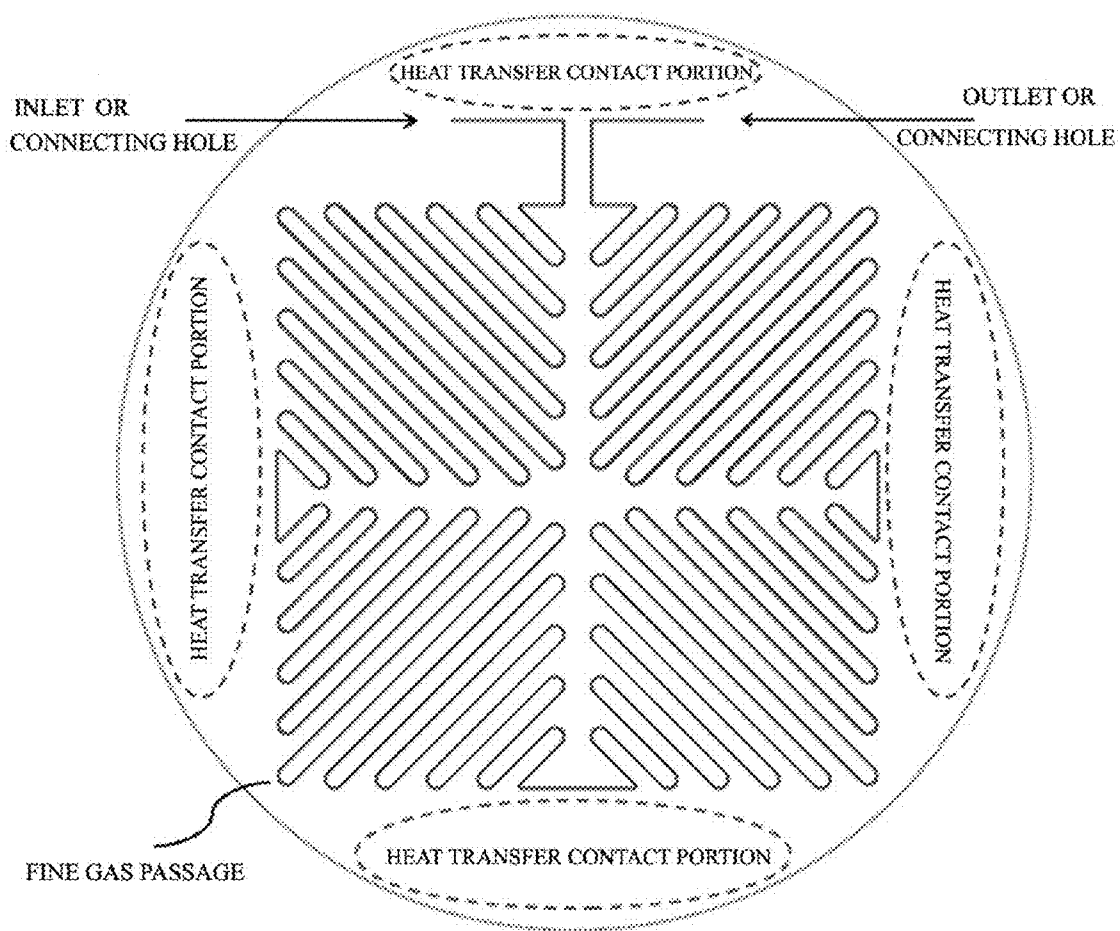 HEAT TRANSFER CONTACT PORTION
INLET OR
CONNECTING HOLE
OUTLET OR
CONNECTING HOLE
HEAT TRANSFER CONTACT PORTION
HEAT TRANSFER CONTACT PORTION
HEAT TRANSFER CONTACT PORTION
FINE GAS PASSAGE